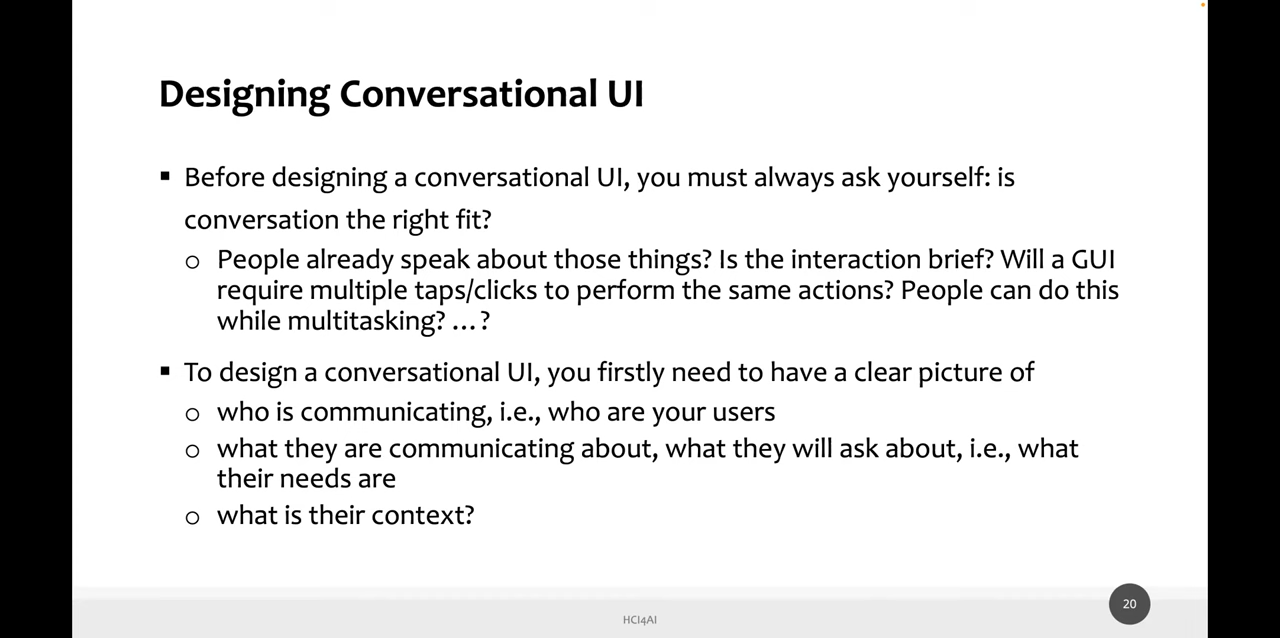 Designing Conversational UI
▪ Before designing a conversational UI, you must always ask yourself: is
conversation the right fit?
o People already speak about those things? Is the interaction brief? Will a GUI
require multiple taps/clicks to perform the same actions? People can do this
while multitasking? …?
▪ To design a conversational UI, you firstly need to have a clear picture of
o who is communicating, i.e., who are your users
o what they are communicating about, what they will ask about, i.e., what
their needs are
o what is their context?
HCI4AI
20